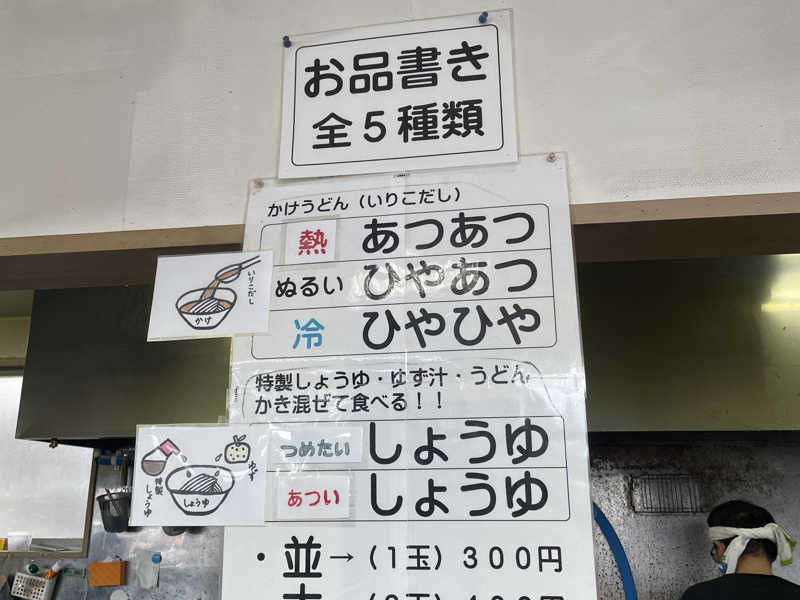 お品書き
全5種類
かけうどん(いりこだし)
熱 あつあつ
ぬるい ひやあつ
冷 ひやひや
いりこだし
かけ
特製しょうゆ・ゆず汁・うどん
かき混ぜて食べる!!
つめたい しょうゆ
あつい しょうゆ
特製しょうゆ
ゆず
しょうゆ
・並→(1玉)300円